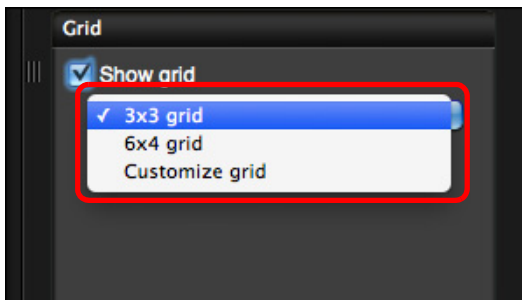 Grid
Show grid
✓ 3x3 grid
6x4 grid
Customize grid